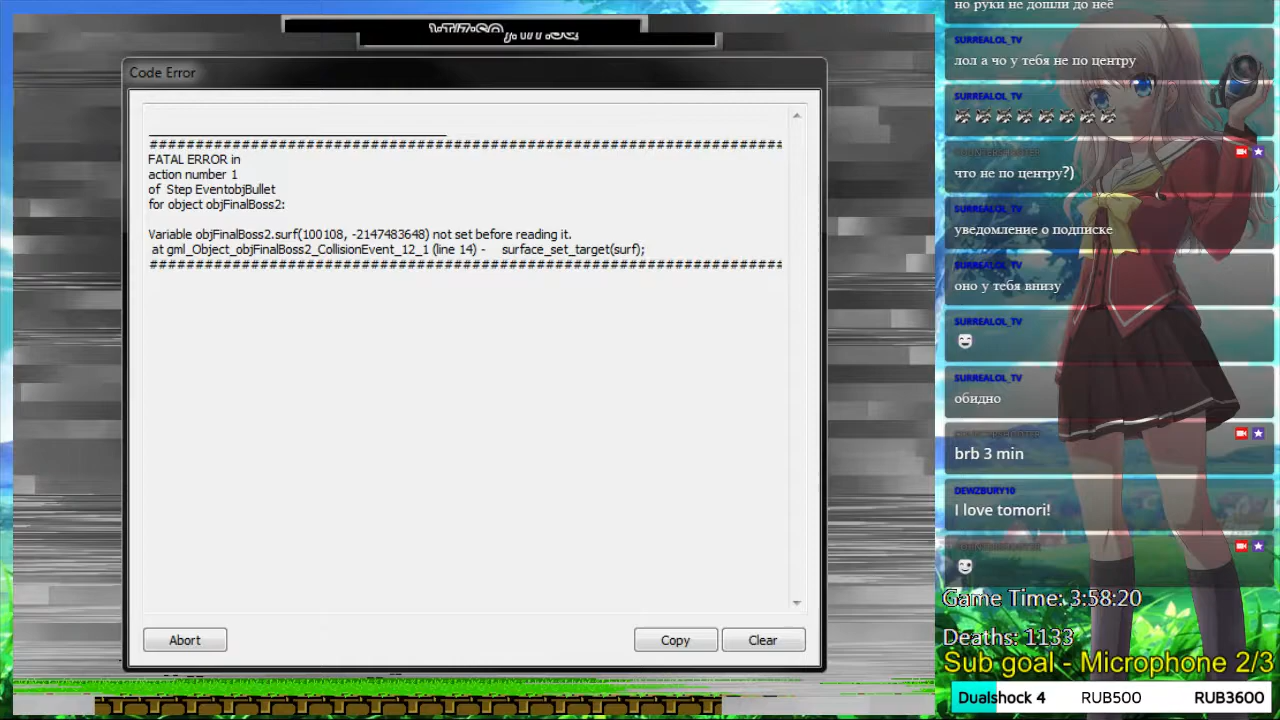 Code Error
##########################################################################
FATAL ERROR in
action number 1
of Step EventobjBullet
for object objFinalBoss2:
Variable objFinalBoss2.surf(100108, -2147483648) not set before reading it.
at gml_Object_objFinalBoss2_CollisionEvent_12_1 (line 14) - surface_set_target(surf);
##########################################################################
Abort
Copy
Clear
но руки не дошли до неё
SURREALOL_TV
лол а чо у тебя не по центру
SURREALOL_TV
что не по центру?)
SURREALOL_TV
уведомление о подписке
SURREALOL_TV
оно у тебя внизу
SURREALOL_TV
SURREALOL_TV
обидно
brb 3 min
DEWZBURY10
I love tomori!
Game Time: 3:58:20
Deaths: 1133
Sub goal - Microphone 2/3
Dualshock 4 RUB500 RUB3600